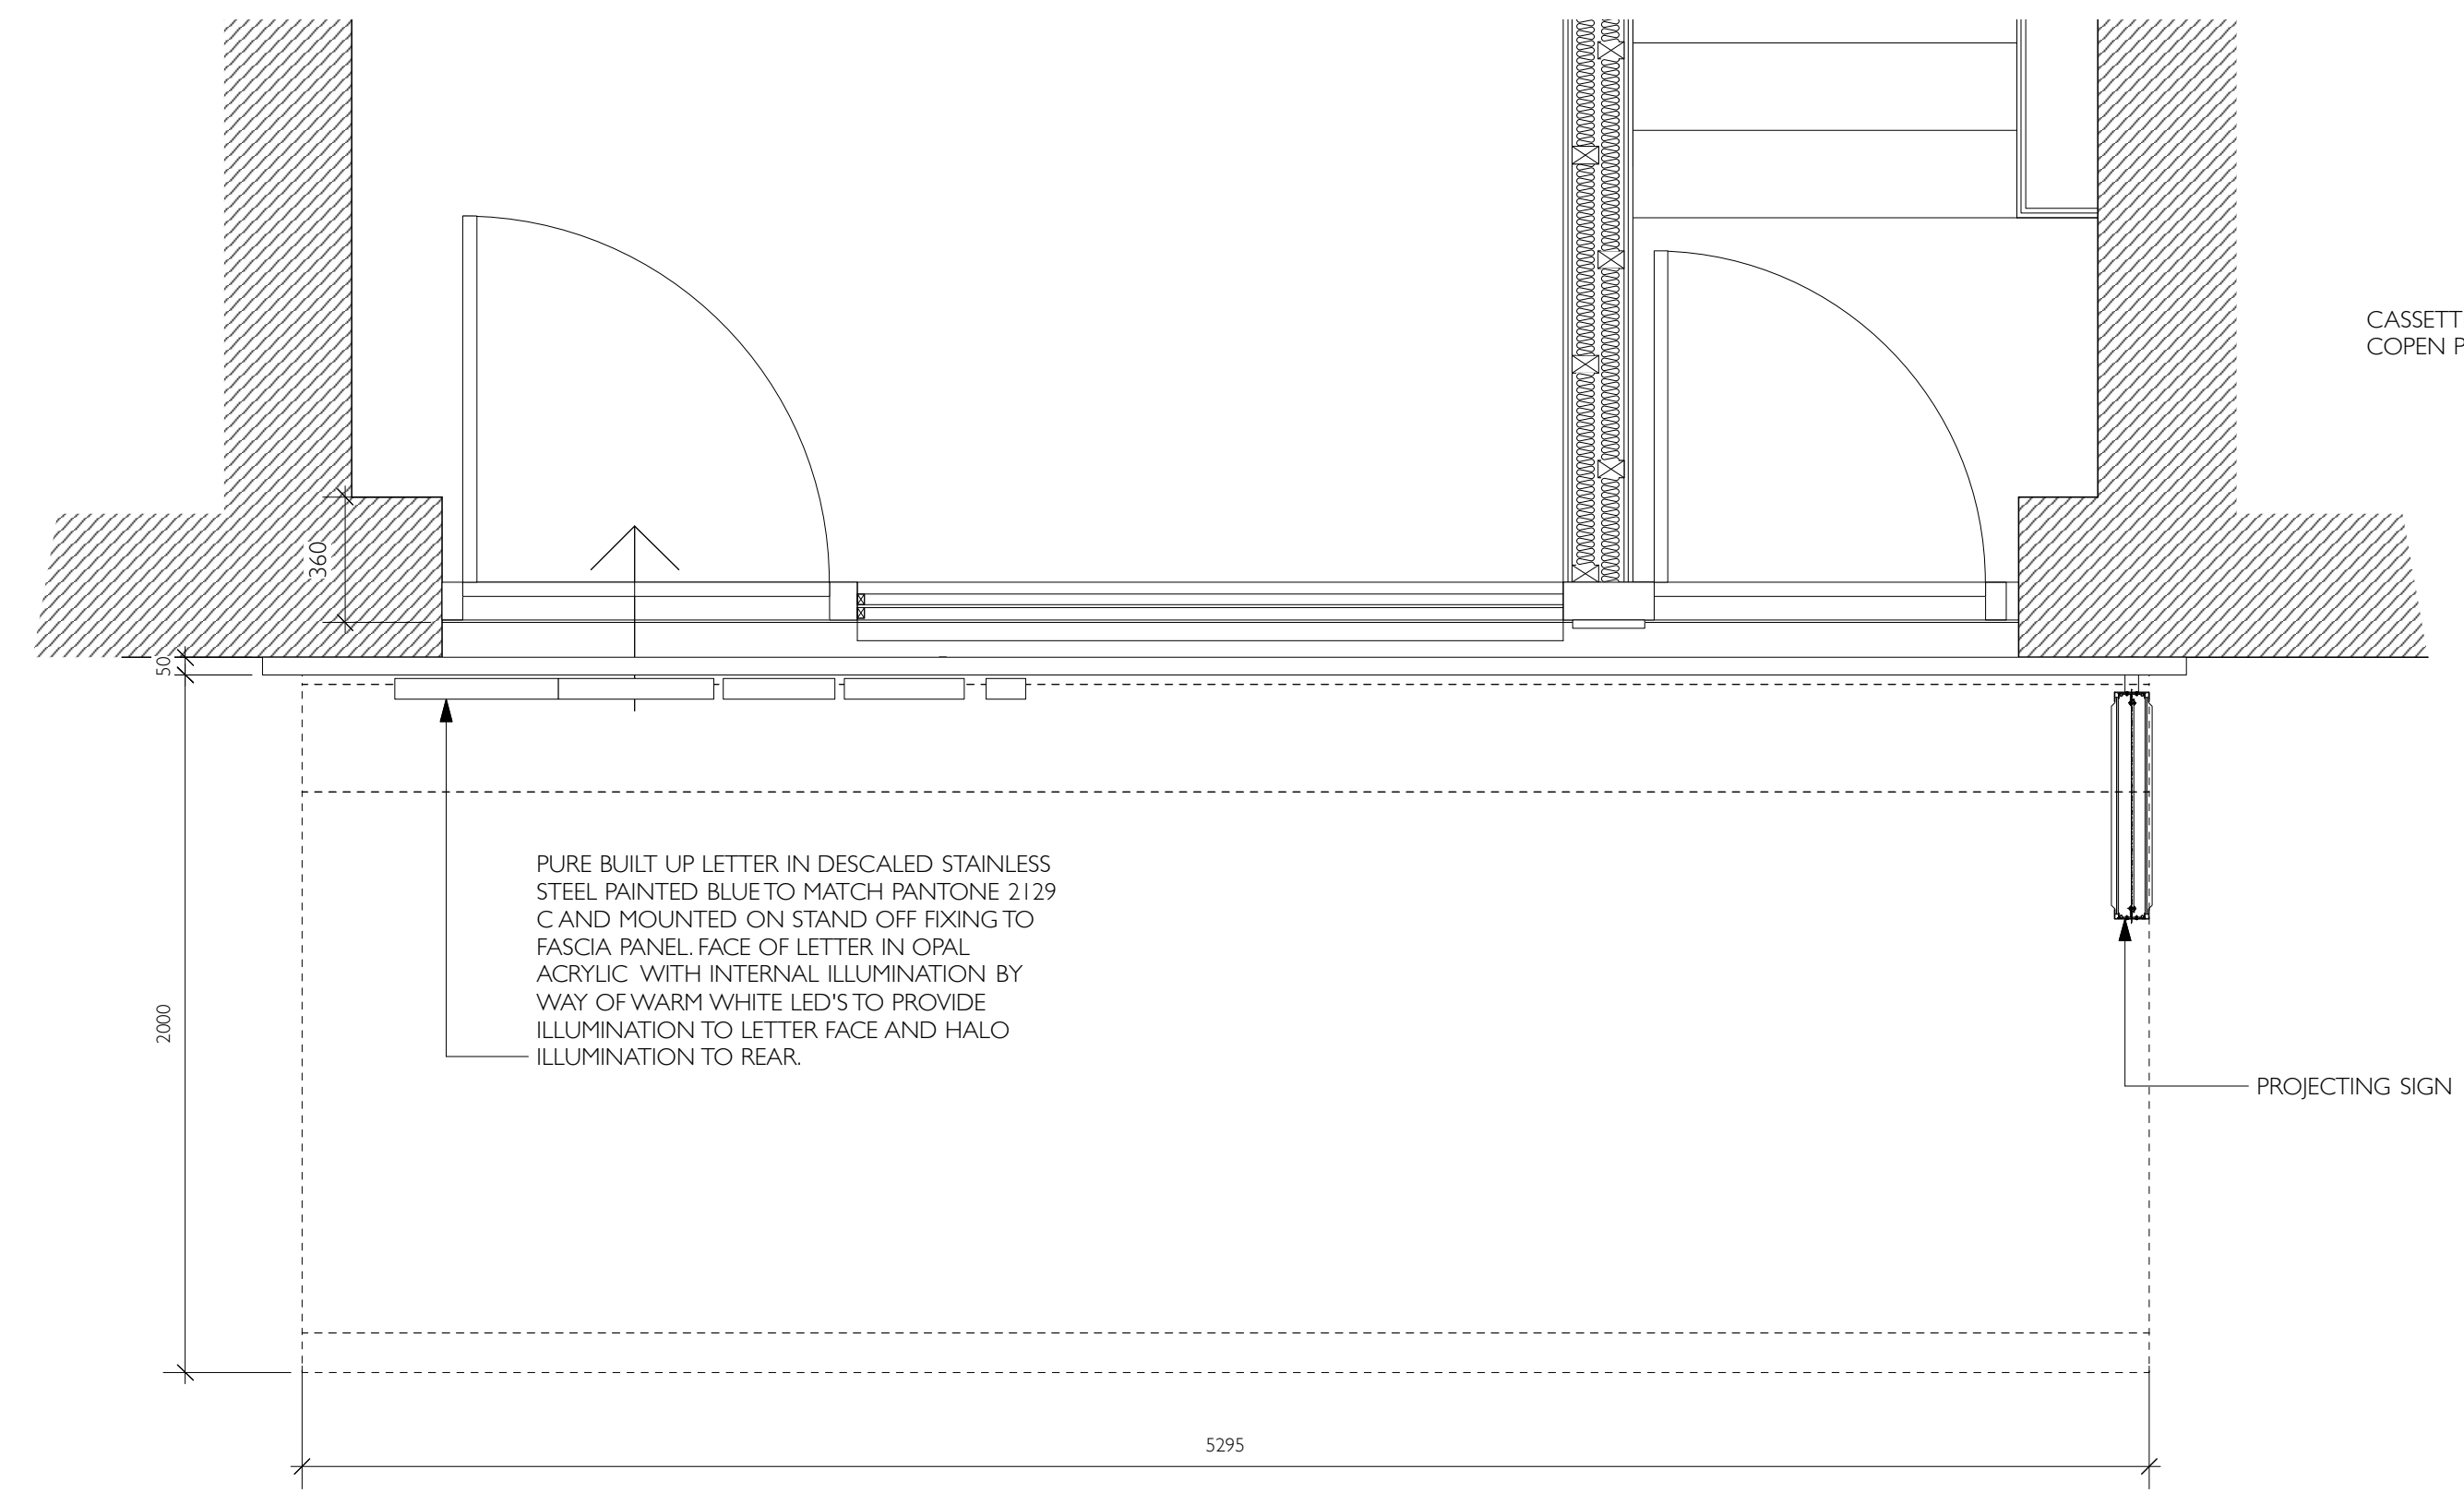 CASSETT
COPEN P
360
50
PURE BUILT UP LETTER IN DESCALED STAINLESS
STEEL PAINTED BLUE TO MATCH PANTONE 2129
C AND MOUNTED ON STAND OFF FIXING TO
FASCIA PANEL. FACE OF LETTER IN OPAL
ACRYLIC WITH INTERNAL ILLUMINATION BY
WAY OF WARM WHITE LED'S TO PROVIDE
ILLUMINATION TO LETTER FACE AND HALO
ILLUMINATION TO REAR.
2000
PROJECTING SIGN
5295